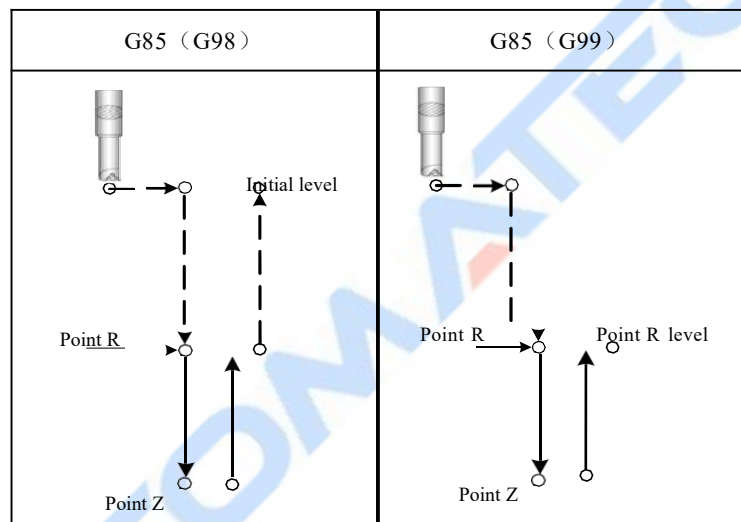 G85（G98）
G85（G99）
Initial level
Point R
Point R
Point R level
Point Z
Point Z